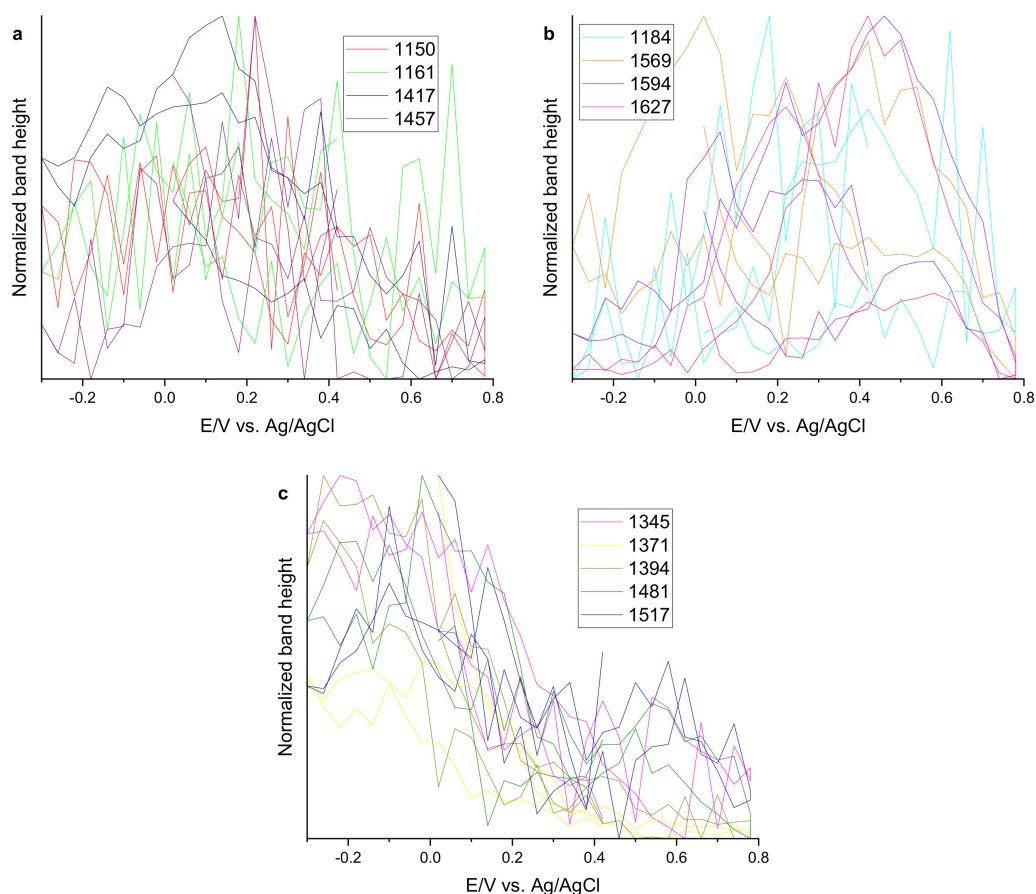 a
1150
1161
1417
1457
Normalized band height
-0.2 0.0 0.2 0.4 0.6 0.8
E/V vs. Ag/AgCl
b
1184
1569
1594
1627
Normalized band height
-0.2 0.0 0.2 0.4 0.6 0.8
E/V vs. Ag/AgCl
c
1345
1371
1394
1481
1517
Normalized band height
-0.2 0.0 0.2 0.4 0.6 0.8
E/V vs. Ag/AgCl